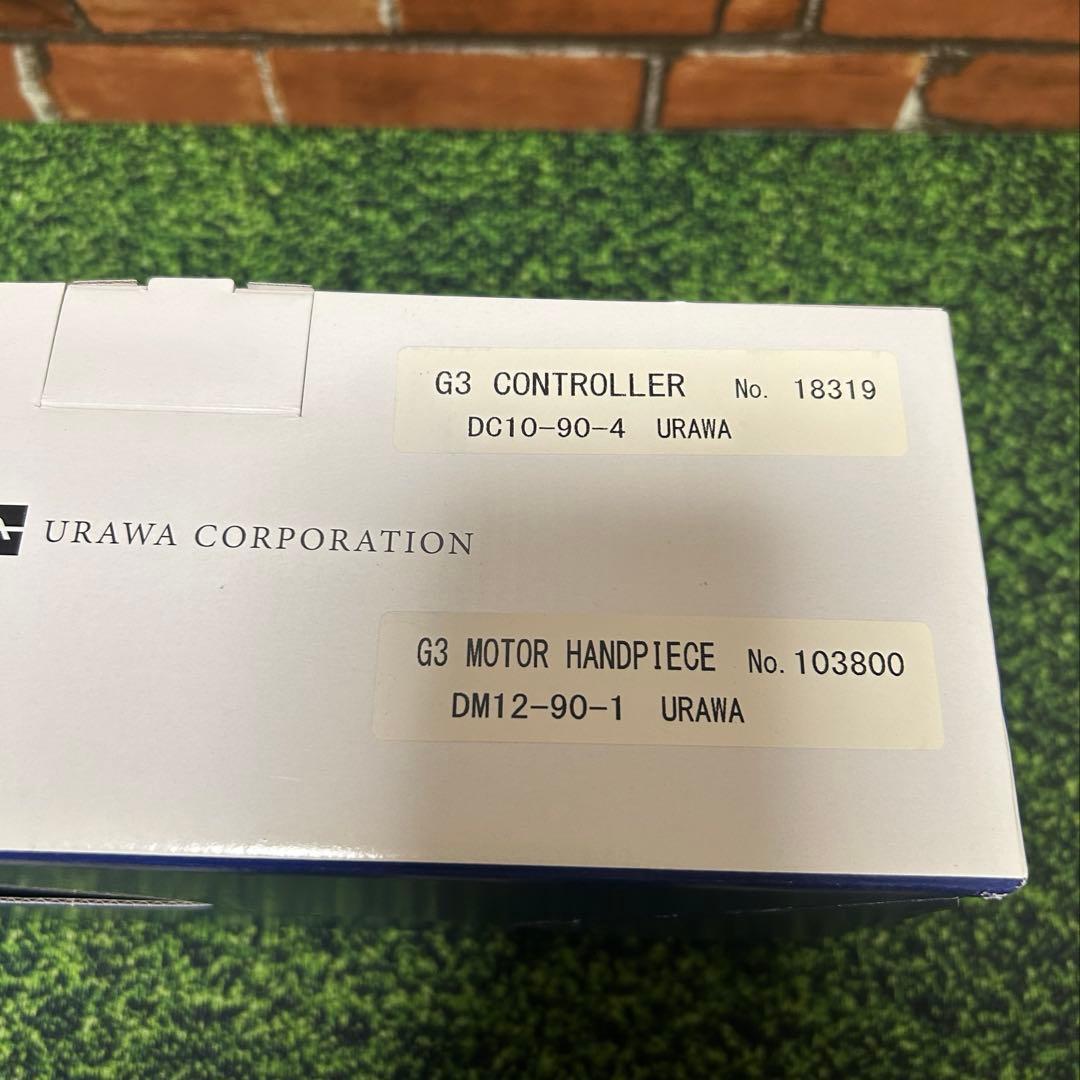 G3 CONTROLLER No. 18319
DC10-90-4 URAWA
URAWA CORPORATION
G3 MOTOR HANDPIECE No. 103800
DM12-90-1 URAWA